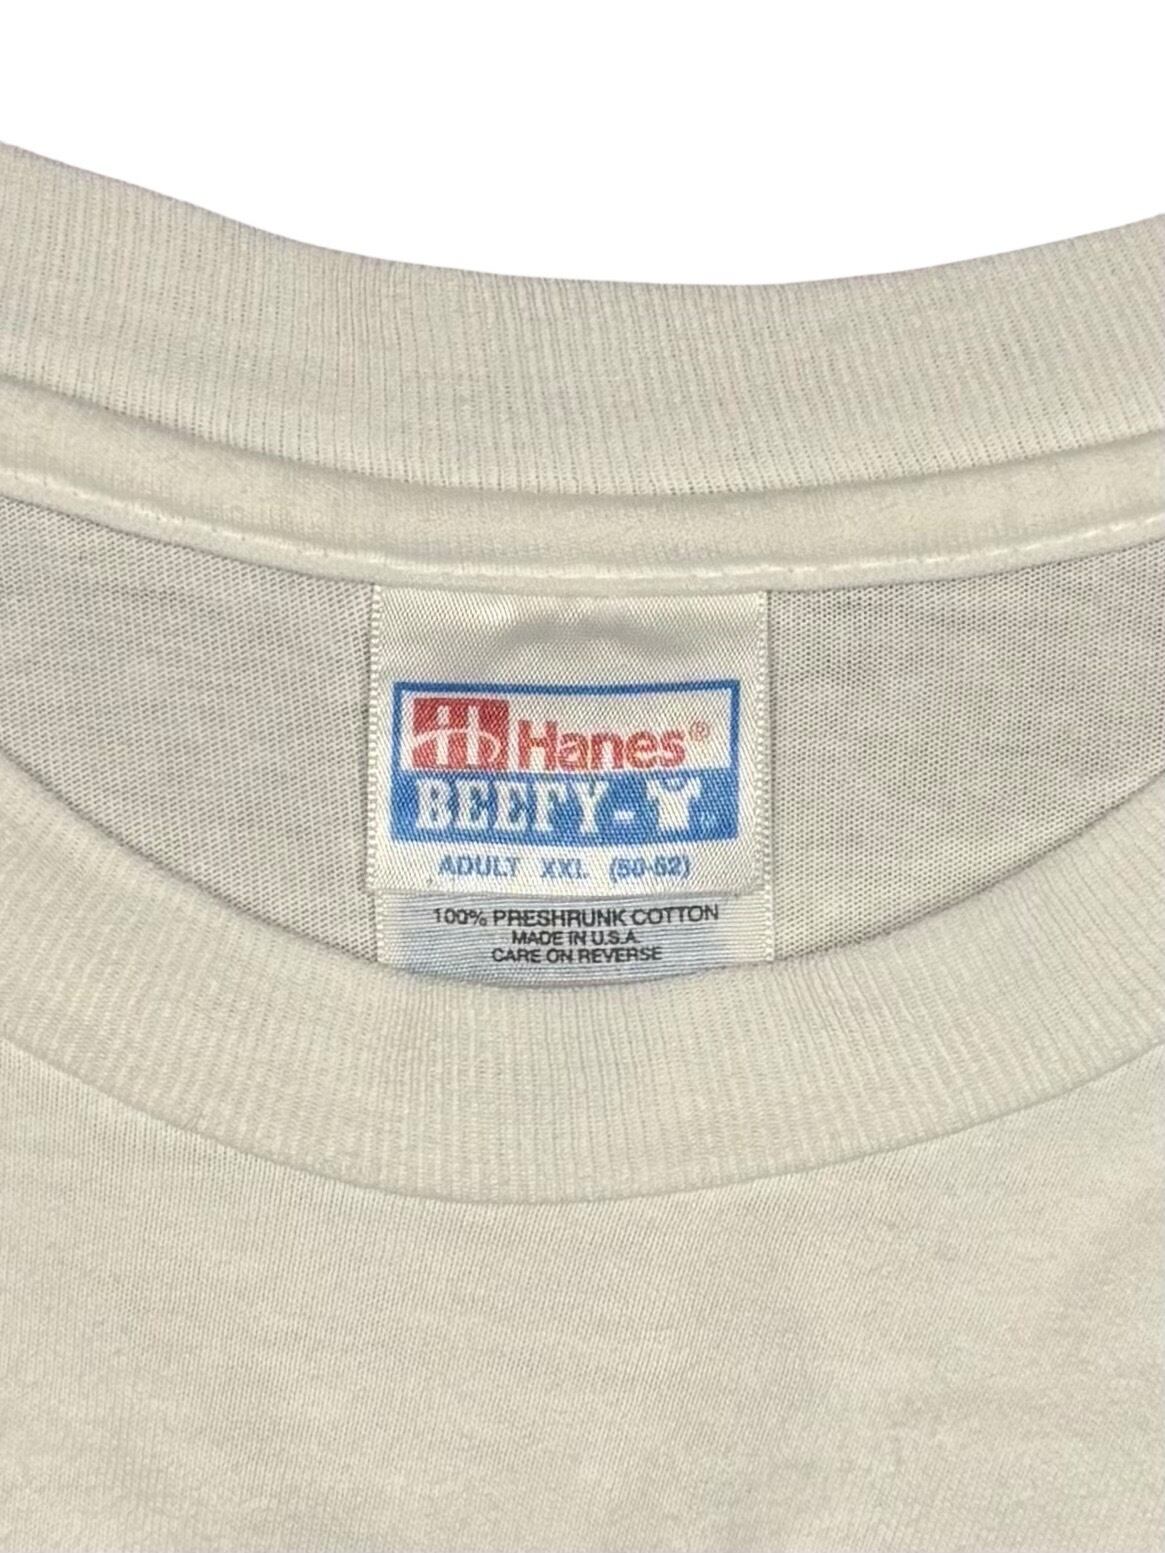 Hanes®
BEEFY-T
ADULT XXL (50-52)
100% PRESHRUNK COTTON
MADE IN U.S.A.
CARE ON REVERSE